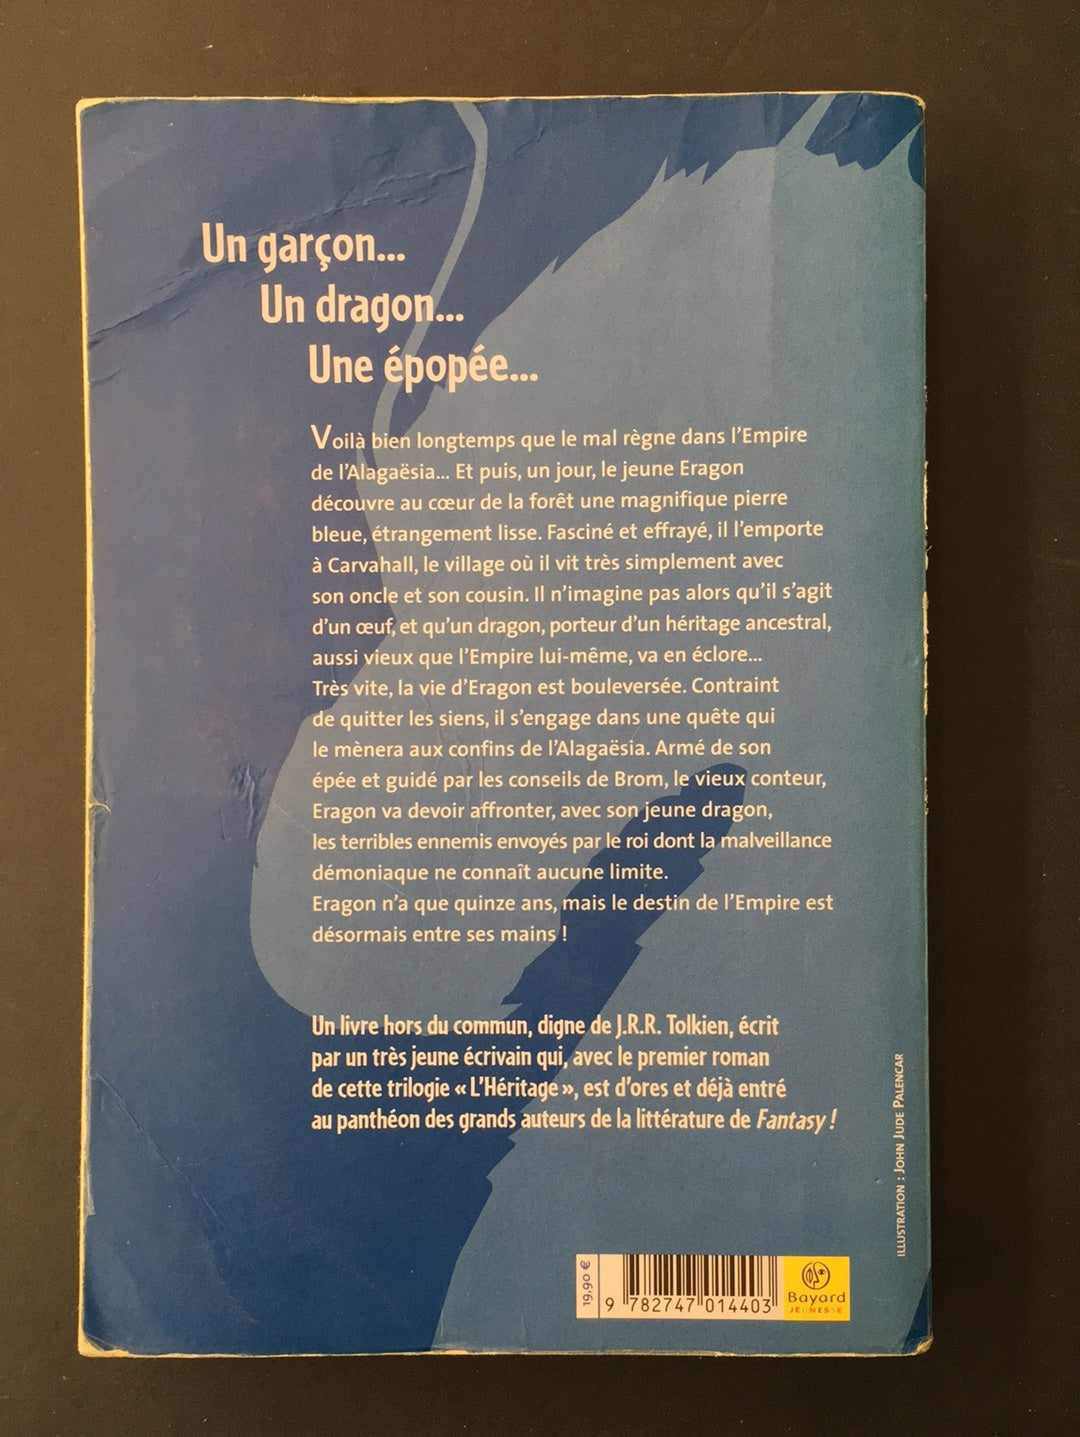 Un garçon...
Un dragon...
Une épopée...
Voilà bien longtemps que le mal règne dans l'Empire
de l'Alagaësia... Et puis, un jour, le jeune Eragon
découvre au cœur de la forêt une magnifique pierre
bleue, étrangement lisse. Fasciné et effrayé, il l'emporte
à Carvahall, le village où il vit très simplement avec
son oncle et son cousin. Il n'imagine pas alors qu'il s'agit
d'un œuf, et qu'un dragon, porteur d'un héritage ancestral,
aussi vieux que l'Empire lui-même, va en éclore...
Très vite, la vie d'Eragon est bouleversée. Contraint
de quitter les siens, il s'engage dans une quête qui
le mènera aux confins de l'Alagaësia. Armé de son
épée et guidé par les conseils de Brom, le vieux conteur,
Eragon va devoir affronter, avec son jeune dragon,
les terribles ennemis envoyés par le roi dont la malveillance
démoniaque ne connaît aucune limite.
Eragon n'a que quinze ans, mais le destin de l'Empire est
désormais entre ses mains !
Un livre hors du commun, digne de J.R.R. Tolkien, écrit
par un très jeune écrivain qui, avec le premier roman
de cette trilogie « L'Héritage », est d'ores et déjà entré
au panthéon des grands auteurs de la littérature de Fantasy !
ILLUSTRATION : JOHN JUDE PALENCAR
19,90 €
9 782747 014403
Bayard
JEUNESSE